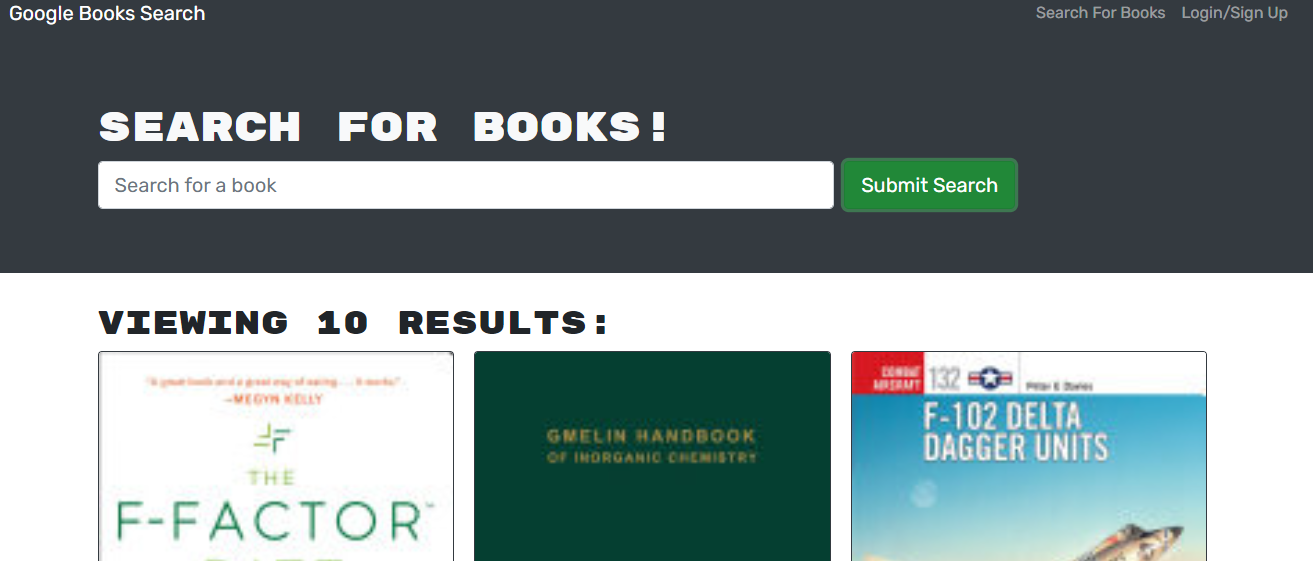 Google Books Search
Search For Books Login/Sign Up
SEARCH FOR BOOKS!
Search for a book
Submit Search
VIEWING 10 RESULTS:
"A great book and a great way of eating . . . It works!"
—MEGYN KELLY
THE
F-FACTOR™
GMELIN HANDBOOK
OF INORGANIC CHEMISTRY
COMBAT
AIRCRAFT
132
Peter E Davies
F-102 DELTA
DAGGER UNITS